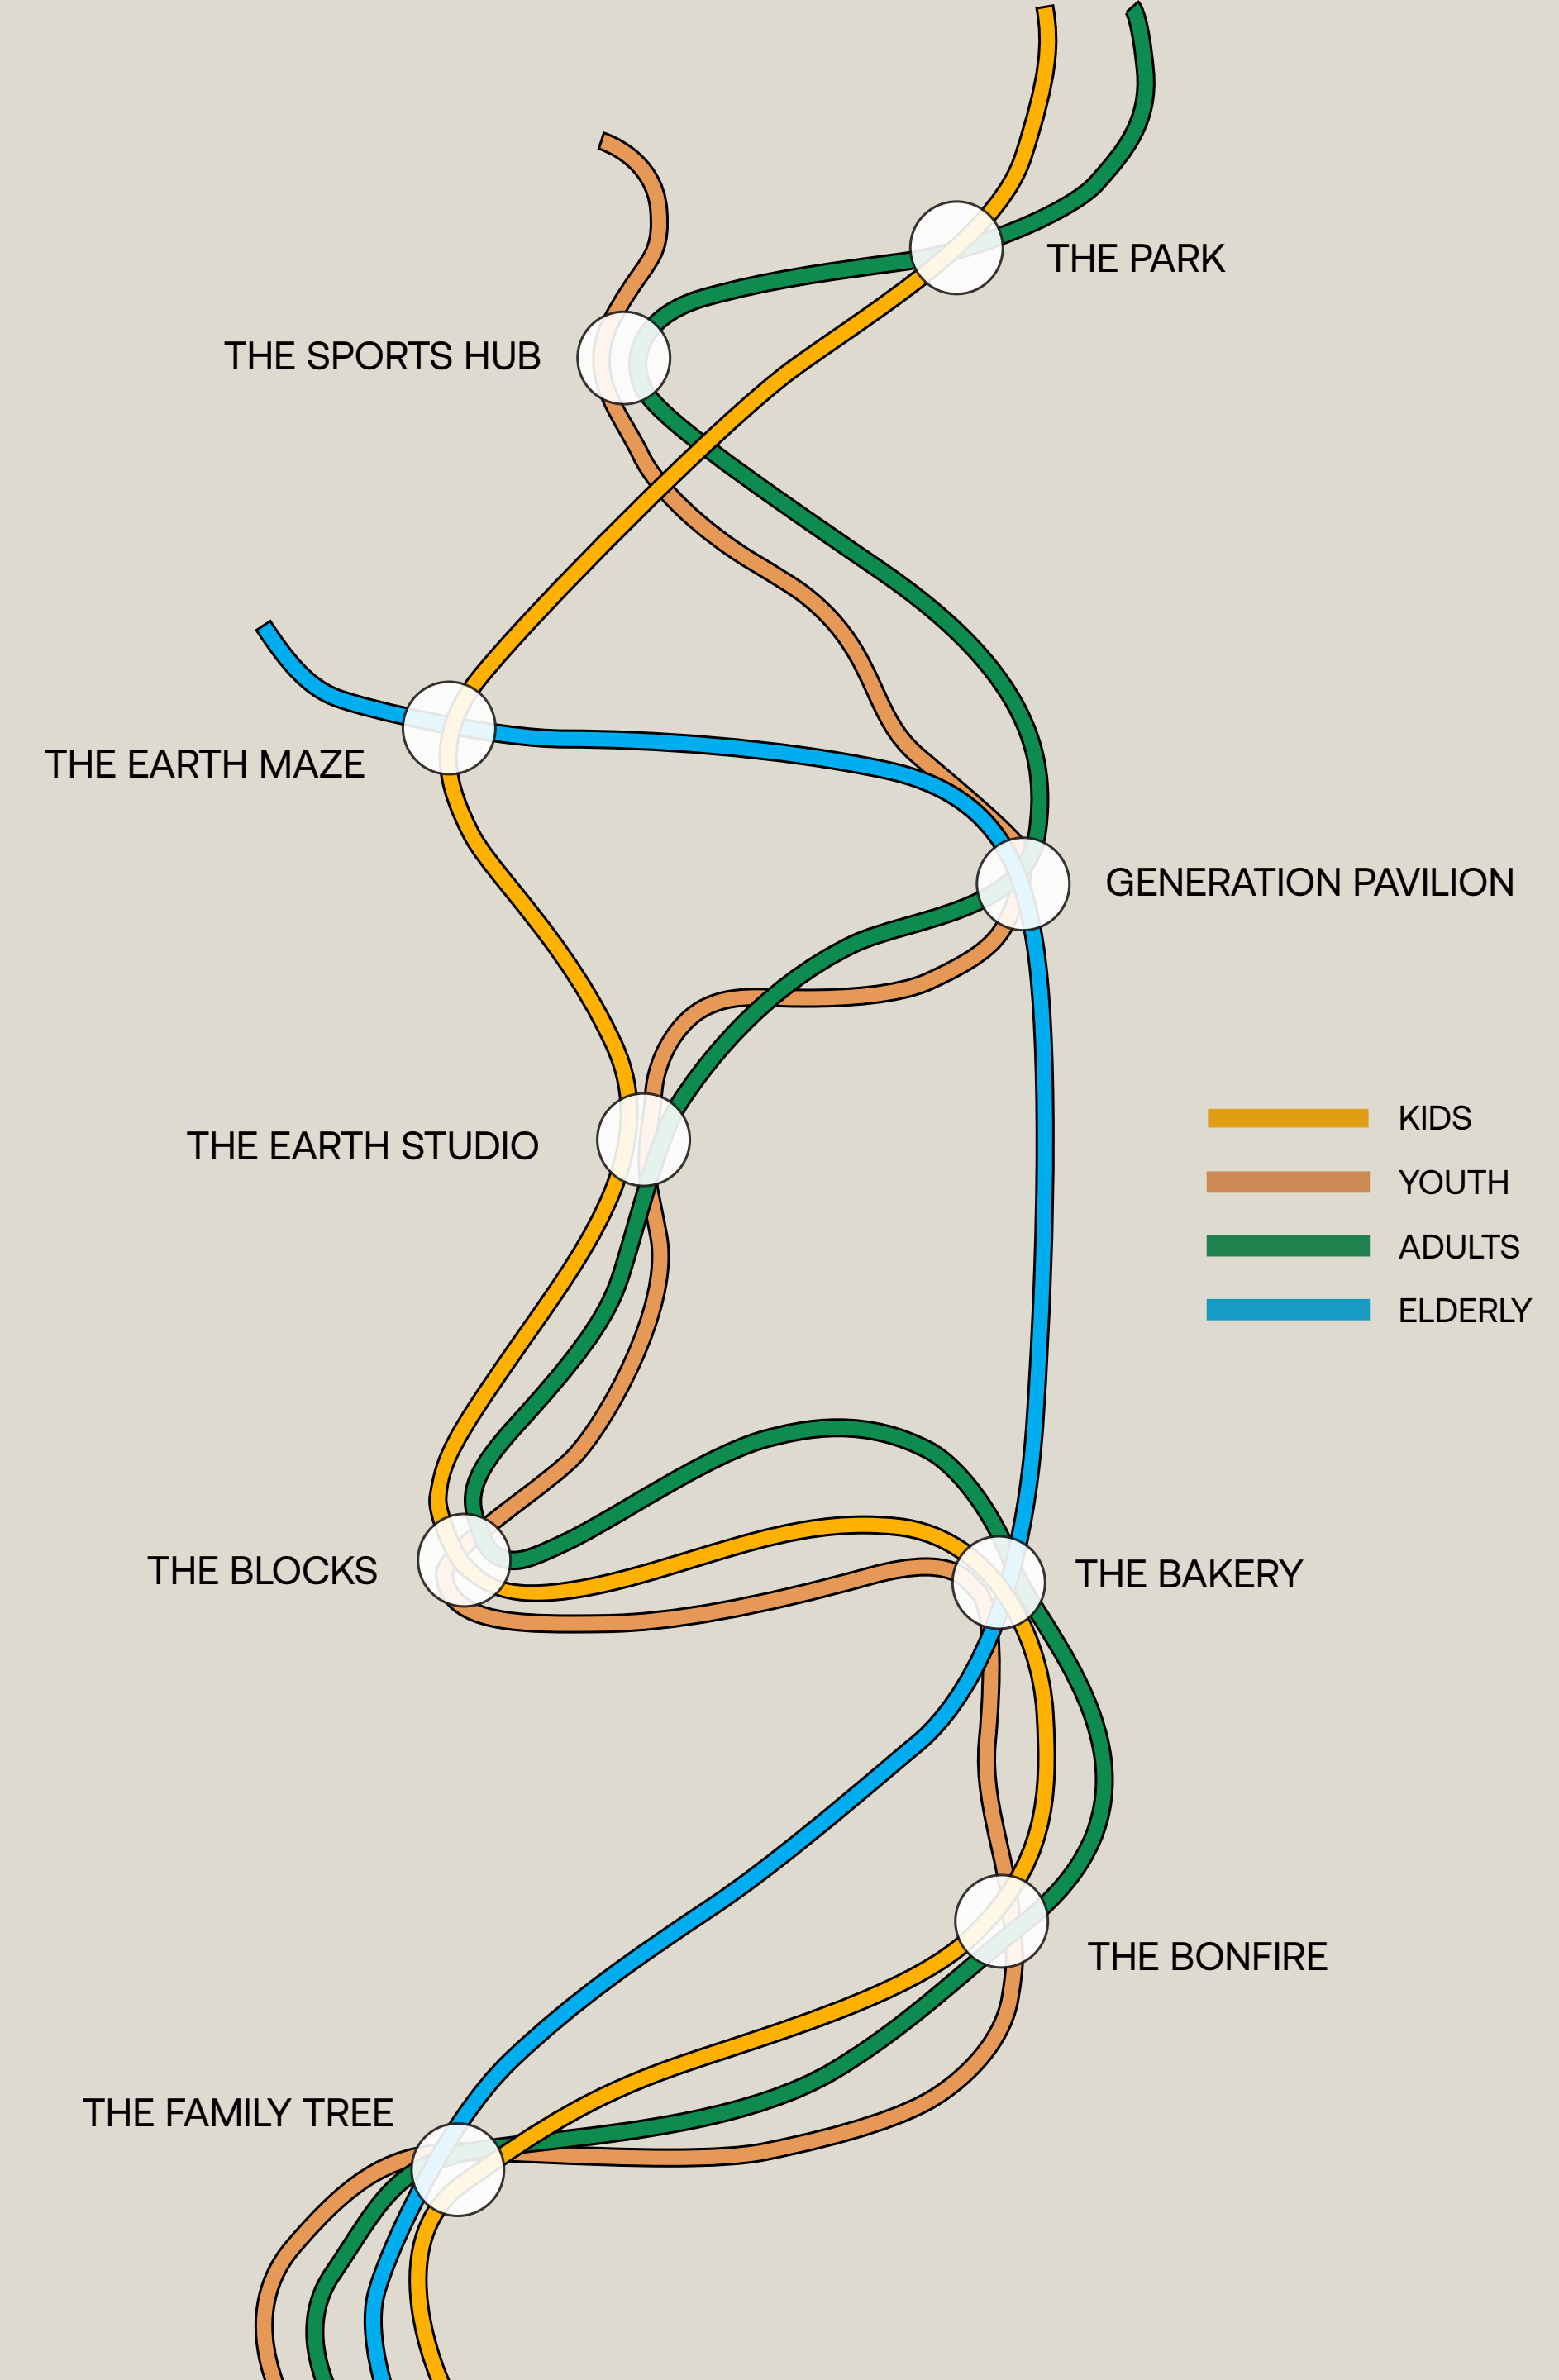 THE PARK
THE SPORTS HUB
THE EARTH MAZE
GENERATION PAVILION
KIDS
THE EARTH STUDIO
YOUTH
ADULTS
ELDERLY
THE BLOCKS
THE BAKERY
THE BONFIRE
THE FAMILY TREE